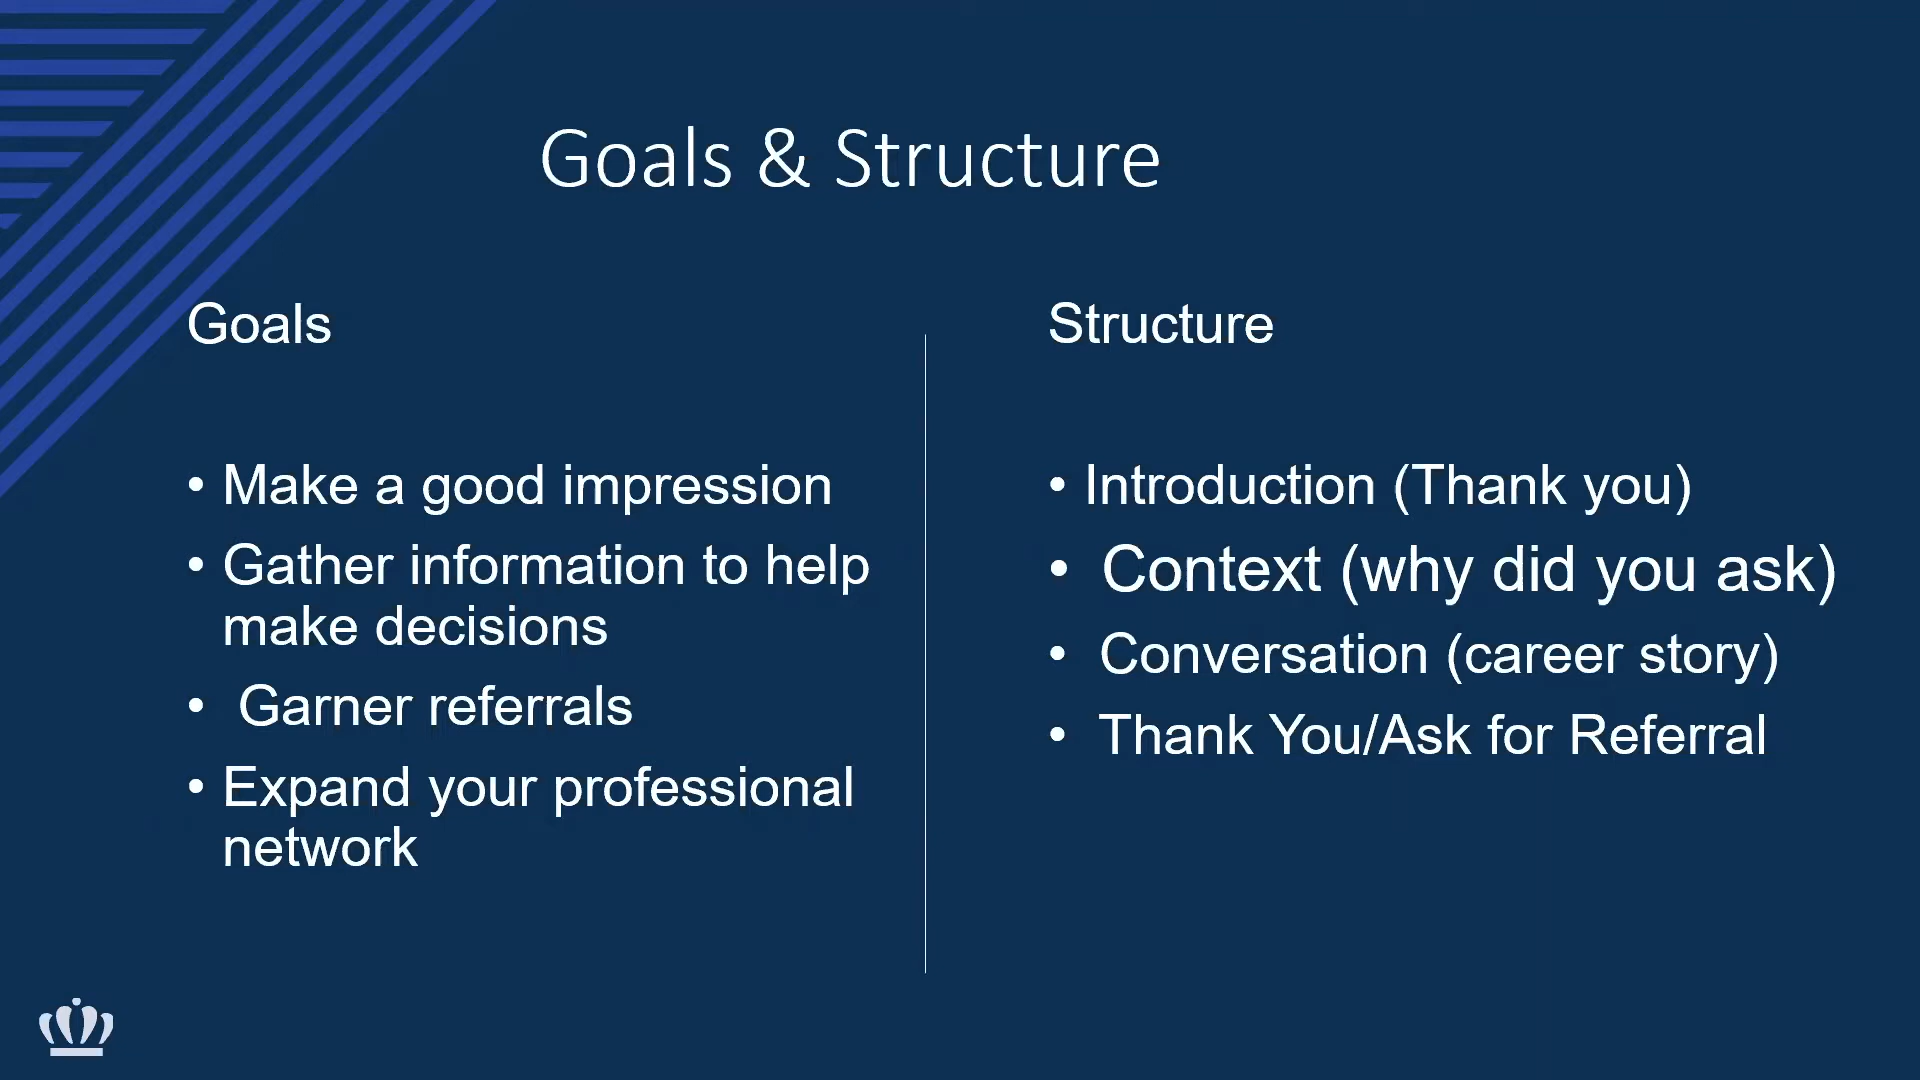 Goals & Structure
Goals
• Make a good impression
• Gather information to help
make decisions
• Garner referrals
• Expand your professional
network
Structure
• Introduction (Thank you)
• Context (why did you ask)
• Conversation (career story)
• Thank You/Ask for Referral